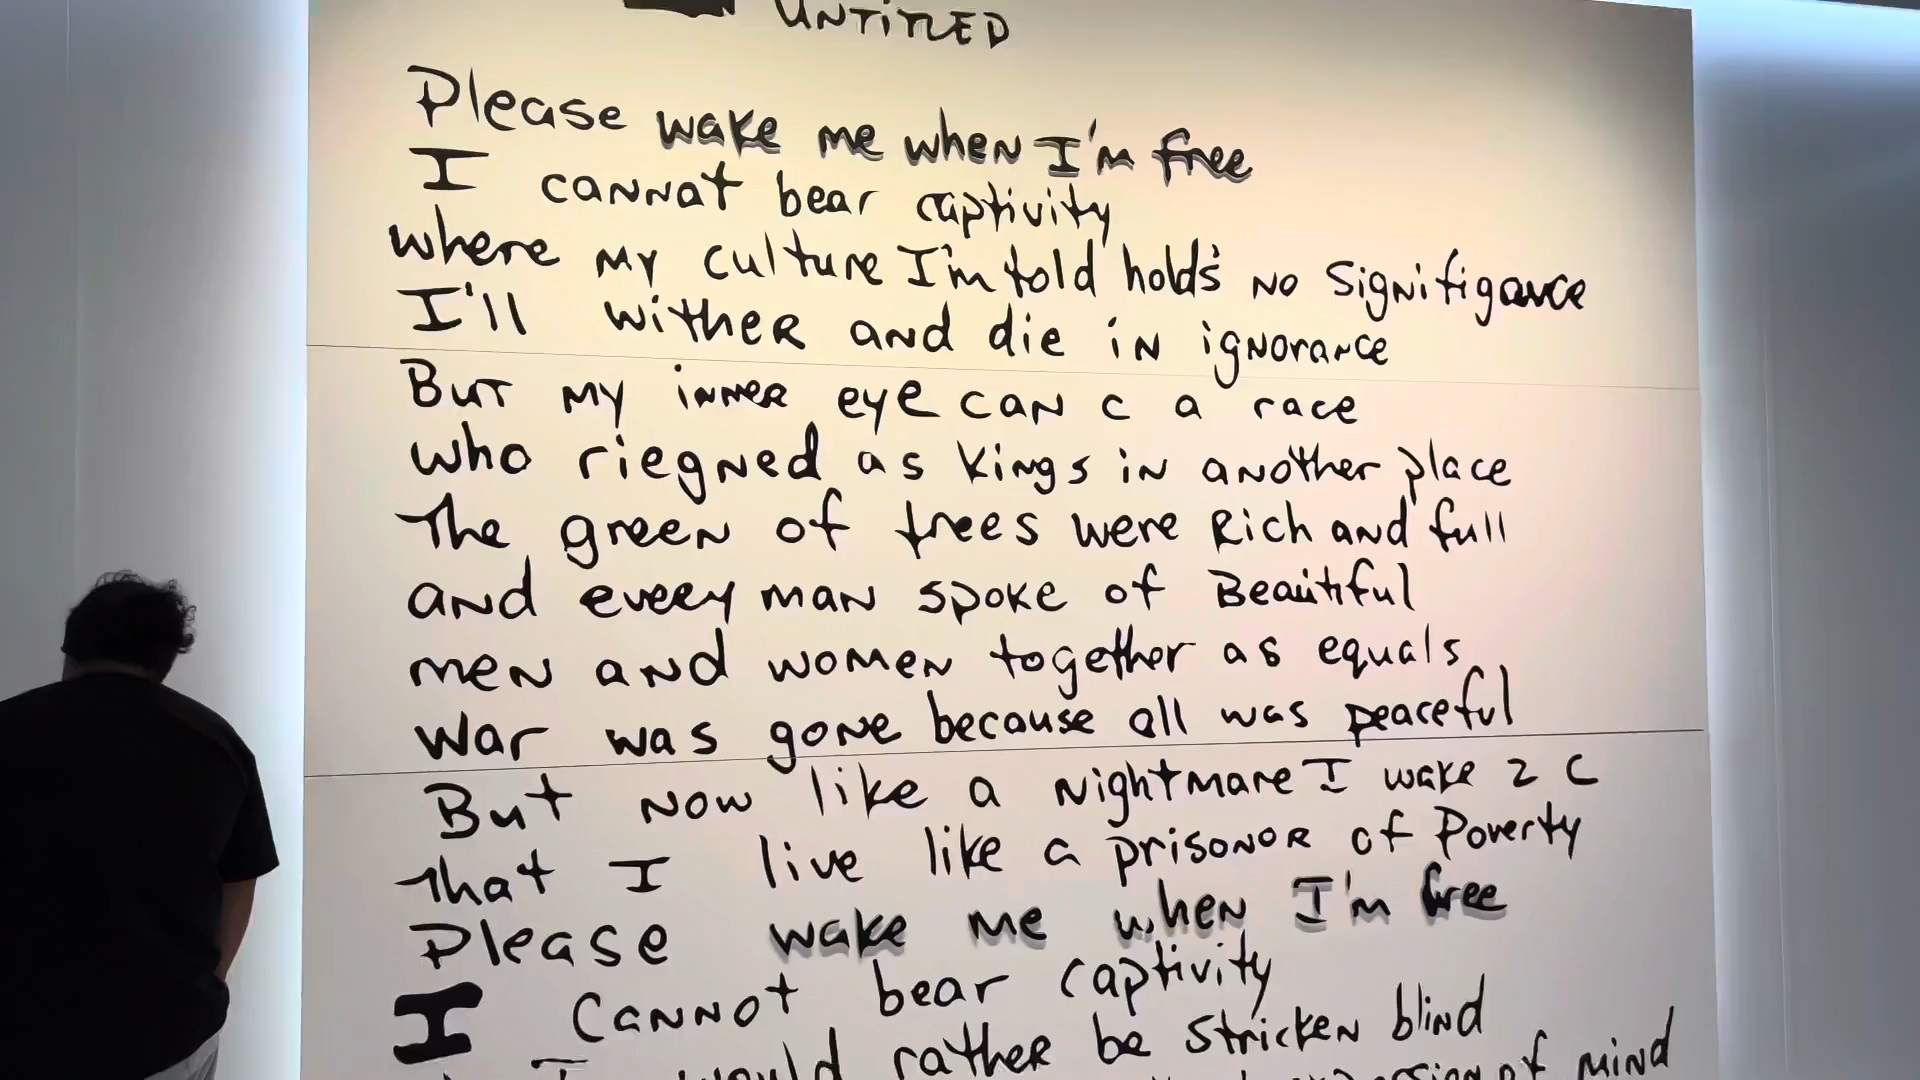 UNTITLED
Please wake me when I'm free
I cannot bear captivity
where my culture I'm told holds no signifigance
I'll wither and die in ignorance
But my inner eye can c a race
who riegned as kings in another place
The green of trees were Rich and full
and every man spoke of Beautiful
men and women together as equals
War was gone because all was peaceful
But now like a nightmare I wake 2 C
That I live like a prisonor of Poverty
Please wake me when I'm free
I cannot bear captivity
I would rather be stricken blind
of mind